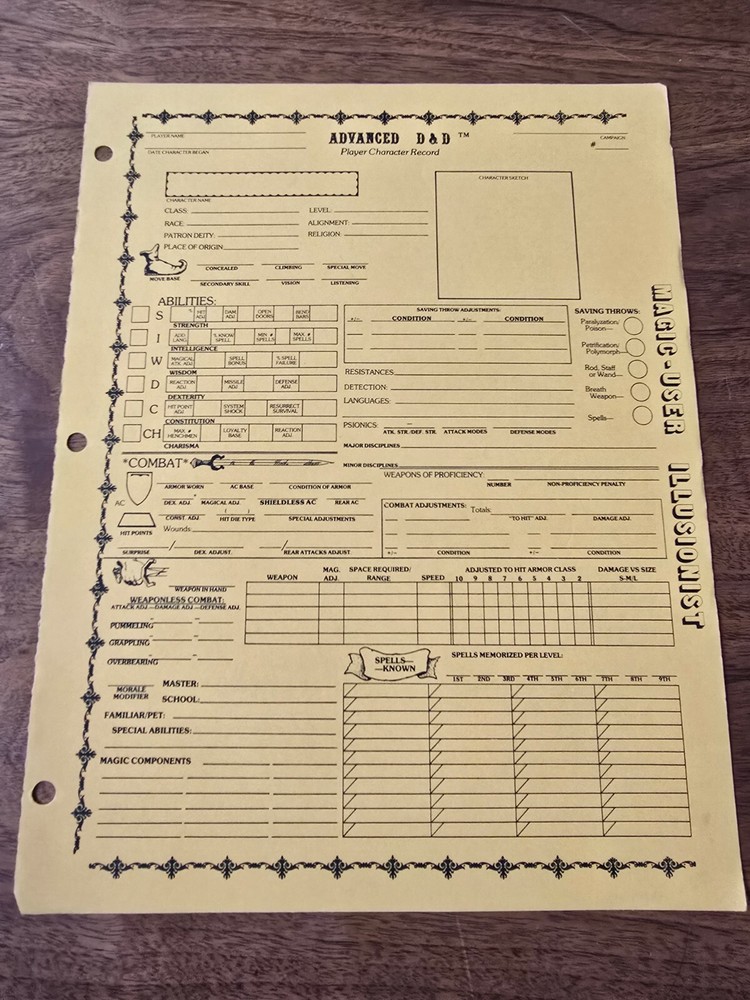 PLAYER NAME
ADVANCED D&D™
CAMPAIGN
#
DATE CHARACTER BEGAN
Player Character Record
CHARACTER NAME
CHARACTER SKETCH
CLASS: LEVEL:
RACE: ALIGNMENT:
PATRON DEITY: RELIGION:
PLACE OF ORIGIN:
MOVE BASE
CONCEALED CLIMBING SPECIAL MOVE
SECONDARY SKILL VISION LISTENING
ABILITIES:
S % HIT ADJ. DAM. ADJ. OPEN DOORS BEND BARS
STRENGTH
I ADD. LANG. % KNOW SPELL MIN # SPELLS MAX. # SPELLS
INTELLIGENCE
W MAGICAL ATK. ADJ. SPELL BONUS % SPELL FAILURE
WISDOM
D REACTION ADJ. MISSILE ADJ. DEFENSE ADJ.
DEXTERITY
C HIT POINT ADJ. SYSTEM SHOCK RESURRECT SURVIVAL
CONSTITUTION
CH MAX. # HENCHMEN LOYALTY BASE REACTION ADJ.
CHARISMA
SAVING THROW ADJUSTMENTS:
+/- CONDITION +/- CONDITION
RESISTANCES
DETECTION:
LANGUAGES:
PSIONICS:
ATK. STR./DEF. STR. ATTACK MODES DEFENSE MODES
MAJOR DISCIPLINES
MINOR DISCIPLINES
SAVING THROWS:
Paralyzation/
Poison—
Petrification/
Polymorph—
Rod, Staff
or Wand—
Breath
Weapon—
Spells—
MAGIC-USER ILLUSIONIST
*COMBAT*
AC
ARMOR WORN AC BASE CONDITION OF ARMOR
DEX. ADJ. MAGICAL ADJ. SHIELDLESS AC REAR AC
HIT POINTS
CONST. ADJ. HIT DIE TYPE SPECIAL ADJUSTMENTS
Wounds:
SURPRISE / DEX. ADJUST. / REAR ATTACKS ADJUST.
WEAPONS OF PROFICIENCY:
NUMBER NON-PROFICIENCY PENALTY
COMBAT ADJUSTMENTS: Totals
"TO HIT" ADJ. DAMAGE ADJ.
+/- CONDITION +/- CONDITION
WEAPON IN HAND
WEAPONLESS COMBAT:
ATTACK ADJ.—DAMAGE ADJ.—DEFENSE ADJ.
PUMMELING
GRAPPLING
OVERBEARING
WEAPON MAG. ADJ. SPACE REQUIRED/ RANGE SPEED ADJUSTED TO HIT ARMOR CLASS DAMAGE VS SIZE
10 9 8 7 6 5 4 3 2 S-M/L
MORALE MODIFIER
MASTER:
SCHOOL:
FAMILIAR/PET:
SPECIAL ABILITIES:
MAGIC COMPONENTS
SPELLS—
—KNOWN
SPELLS MEMORIZED PER LEVEL:
1ST 2ND 3RD 4TH 5TH 6TH 7TH 8TH 9TH